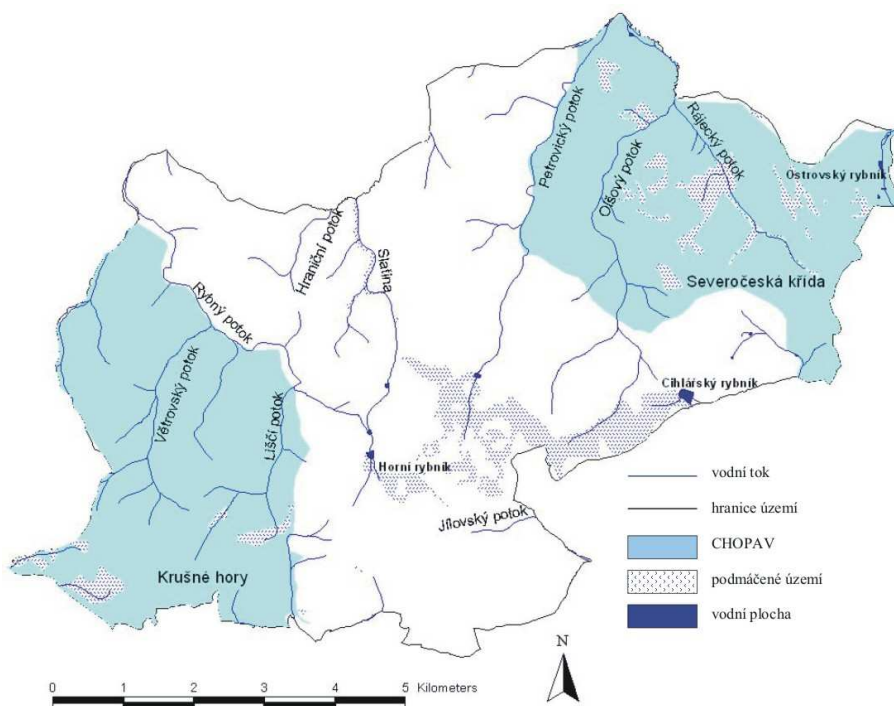 Petrovický potok
Olšový potok
Rájecký potok
Ostrovský rybník
Hraniční potok
Slatina
Severočeská křída
Rybný potok
Větrovský potok
Liščí potok
Cihlářský rybník
Horní rybník
Jílovský potok
Krušné hory
vodní tok
hranice území
CHOPAV
podmáčené území
vodní plocha
N
0 1 2 3 4 5 Kilometers